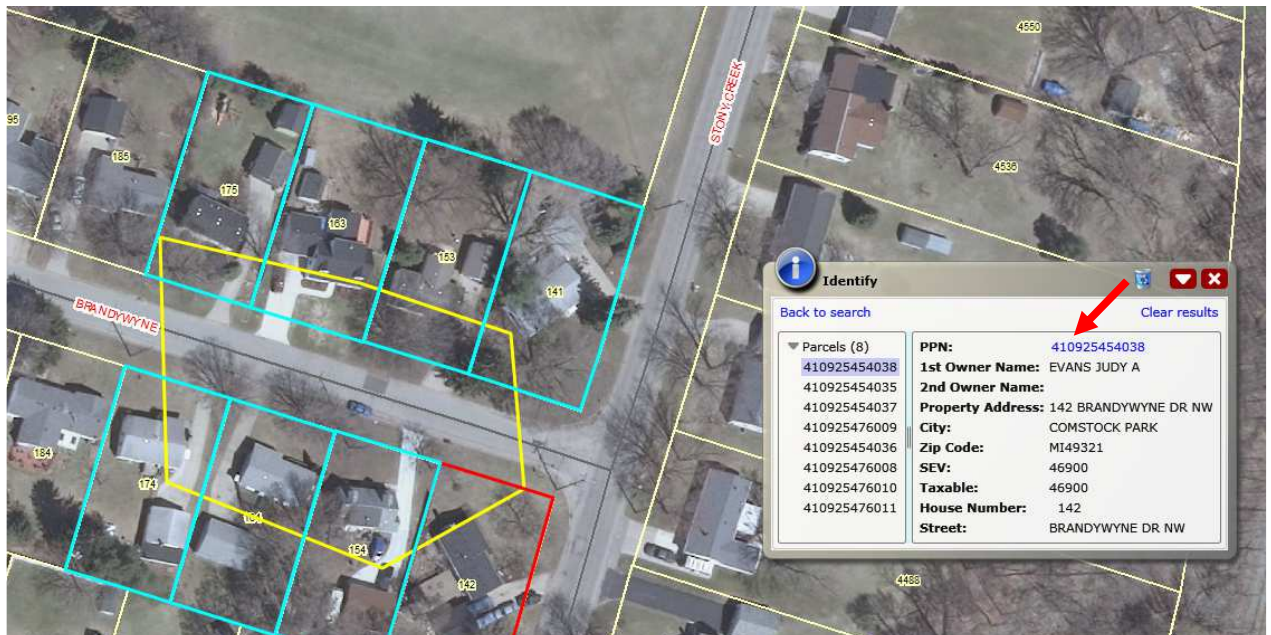 4550
STONY CREEK
95
185
4536
175
163
153
141
BRANDYWYNE
184
174
154
142
4488
Identify
Back to search
Clear results
Parcels (8)
410925454038
410925454035
410925454037
410925476009
410925454036
410925476008
410925476010
410925476011
PPN: 410925454038
1st Owner Name: EVANS JUDY A
2nd Owner Name:
Property Address: 142 BRANDYWYNE DR NW
City: COMSTOCK PARK
Zip Code: MI49321
SEV: 46900
Taxable: 46900
House Number: 142
Street: BRANDYWYNE DR NW